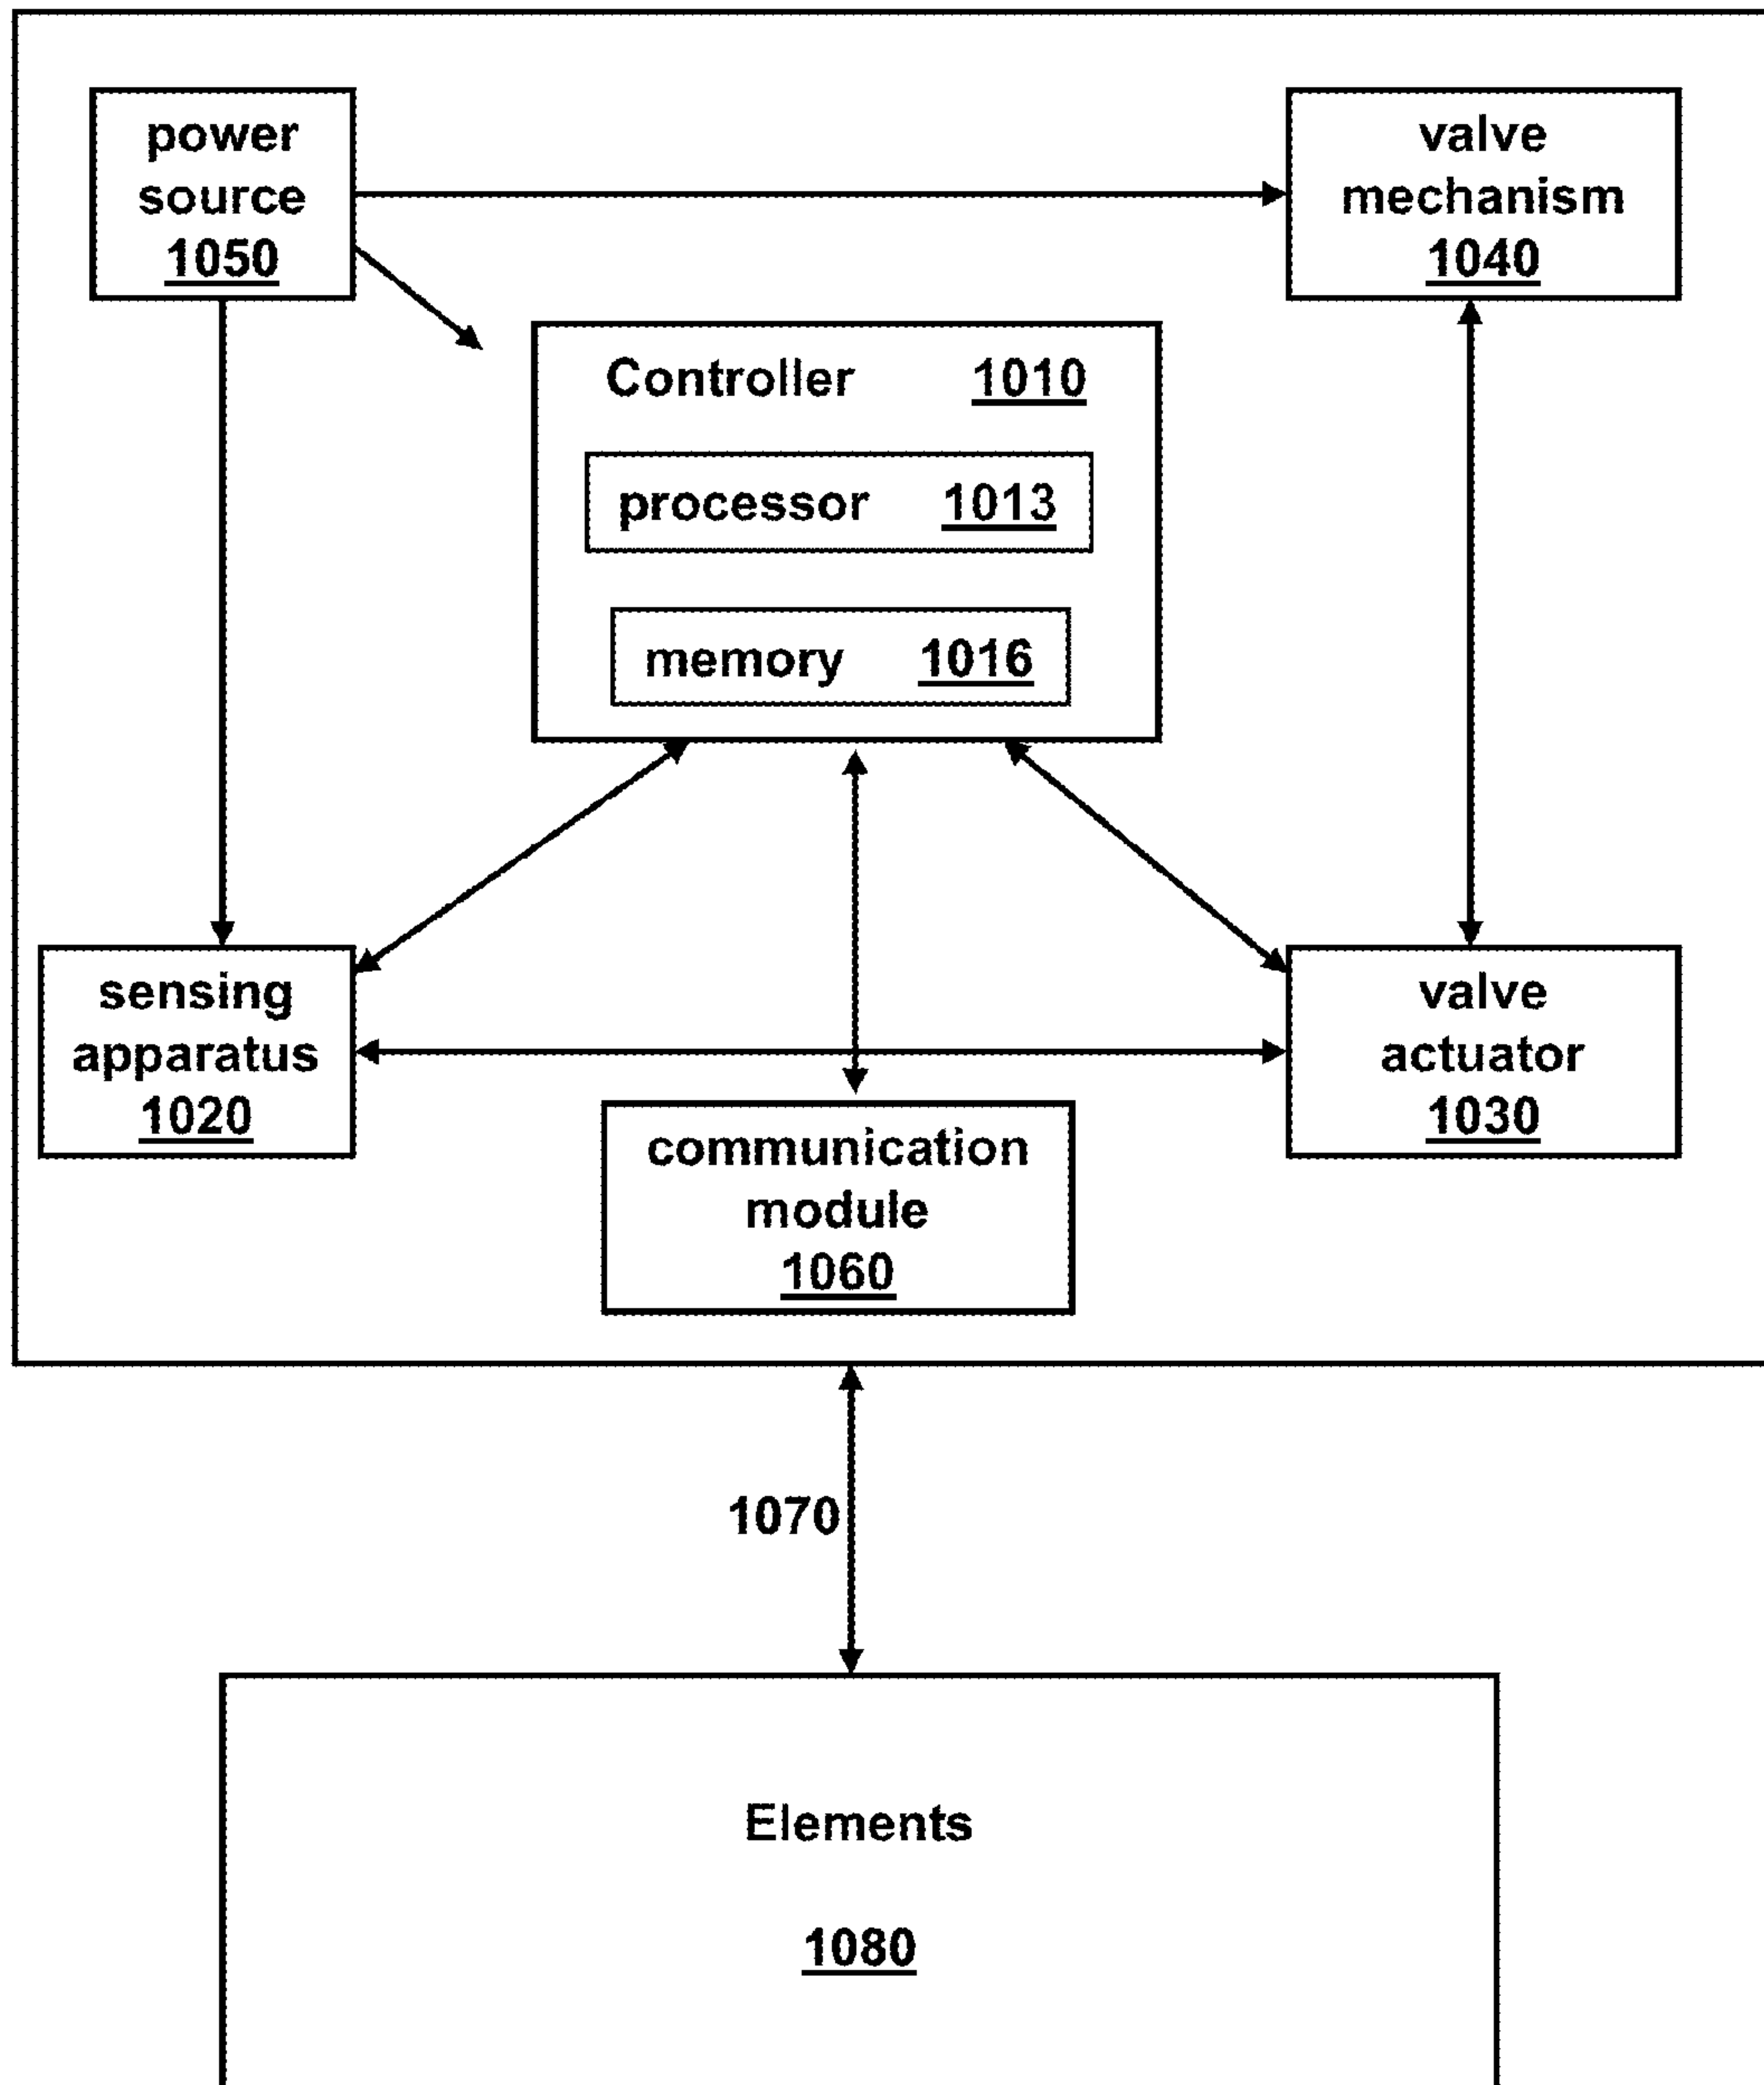 power
source
1050
valve
mechanism
1040
Controller 1010
processor 1013
memory 1016
sensing
apparatus
1020
valve
actuator
1030
communication
module
1060
1070
Elements
1080